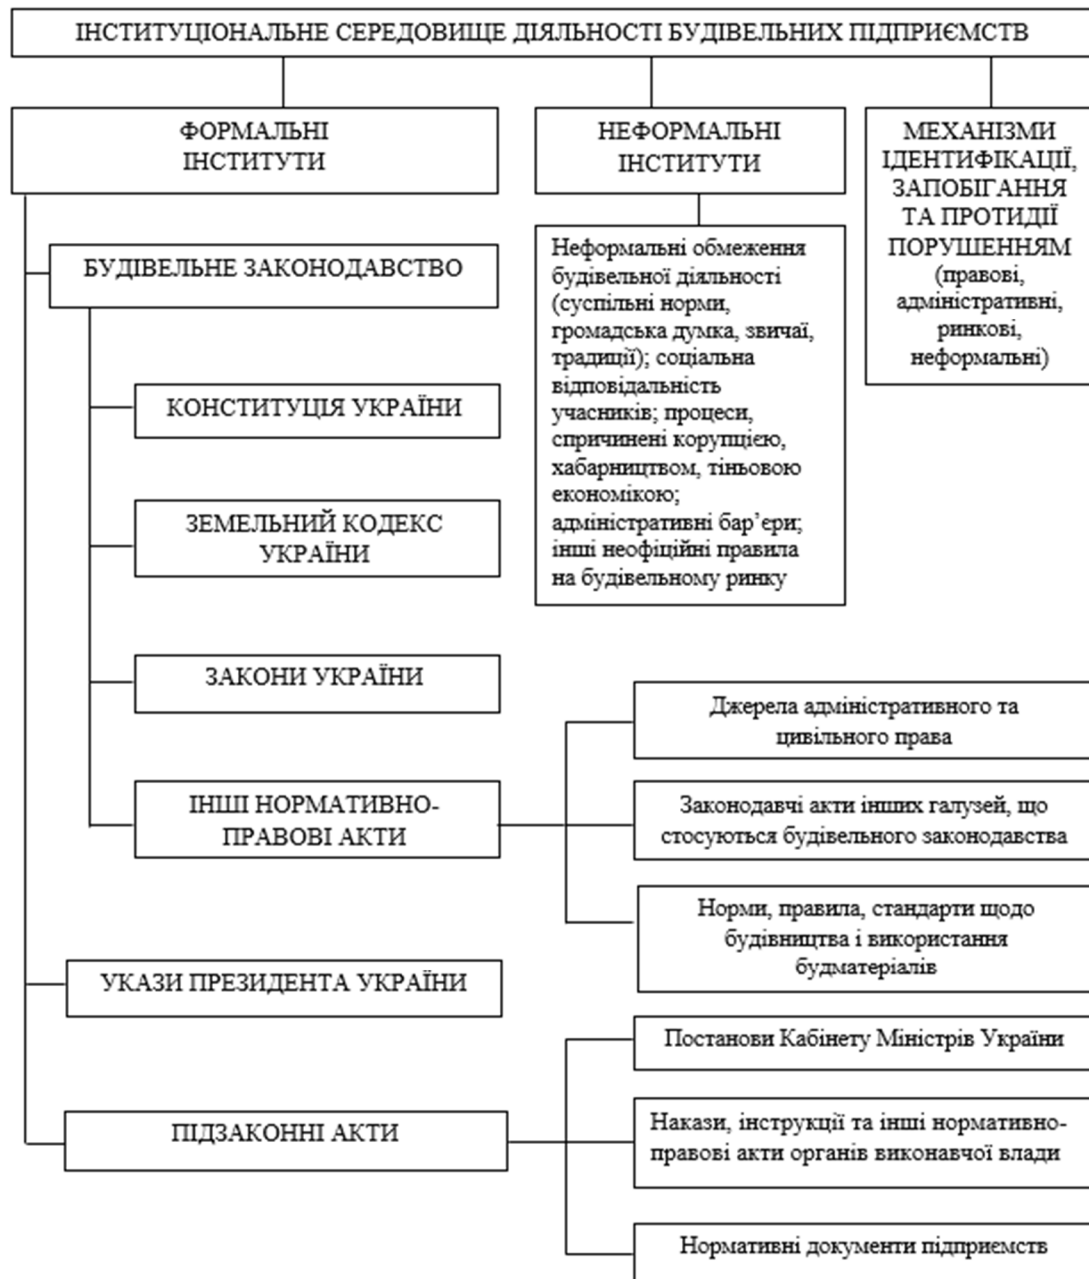 ІНСТИТУЦІОНАЛЬНЕ СЕРЕДОВИЩЕ ДІЯЛЬНОСТІ БУДІВЕЛЬНИХ ПІДПРИЄМСТВ
ФОРМАЛЬНІ
ІНСТИТУТИ
НЕФОРМАЛЬНІ
ІНСТИТУТИ
МЕХАНІЗМИ
ІДЕНТИФІКАЦІЇ,
ЗАПОБІГАННЯ
ТА ПРОТИДІЇ
ПОРУШЕННЯМ
(правові,
адміністративні,
ринкові,
неформальні)
Неформальні обмеження
будівельної діяльності
(суспільні норми,
громадська думка, звичаї,
традиції); соціальна
відповідальність
учасників; процеси,
спричинені корупцією,
хабарництвом, тіньовою
економікою;
адміністративні бар’єри;
інші неофіційні правила
на будівельному ринку
БУДІВЕЛЬНЕ ЗАКОНОДАВСТВО
КОНСТИТУЦІЯ УКРАЇНИ
ЗЕМЕЛЬНИЙ КОДЕКС
УКРАЇНИ
ЗАКОНИ УКРАЇНИ
ІНШІ НОРМАТИВНО-
ПРАВОВІ АКТИ
Джерела адміністративного та
цивільного права
Законодавчі акти інших галузей, що
стосуються будівельного законодавства
Норми, правила, стандарти щодо
будівництва і використання
будматеріалів
УКАЗИ ПРЕЗИДЕНТА УКРАЇНИ
ПІДЗАКОННІ АКТИ
Постанови Кабінету Міністрів України
Накази, інструкції та інші нормативно-
правові акти органів виконавчої влади
Нормативні документи підприємств